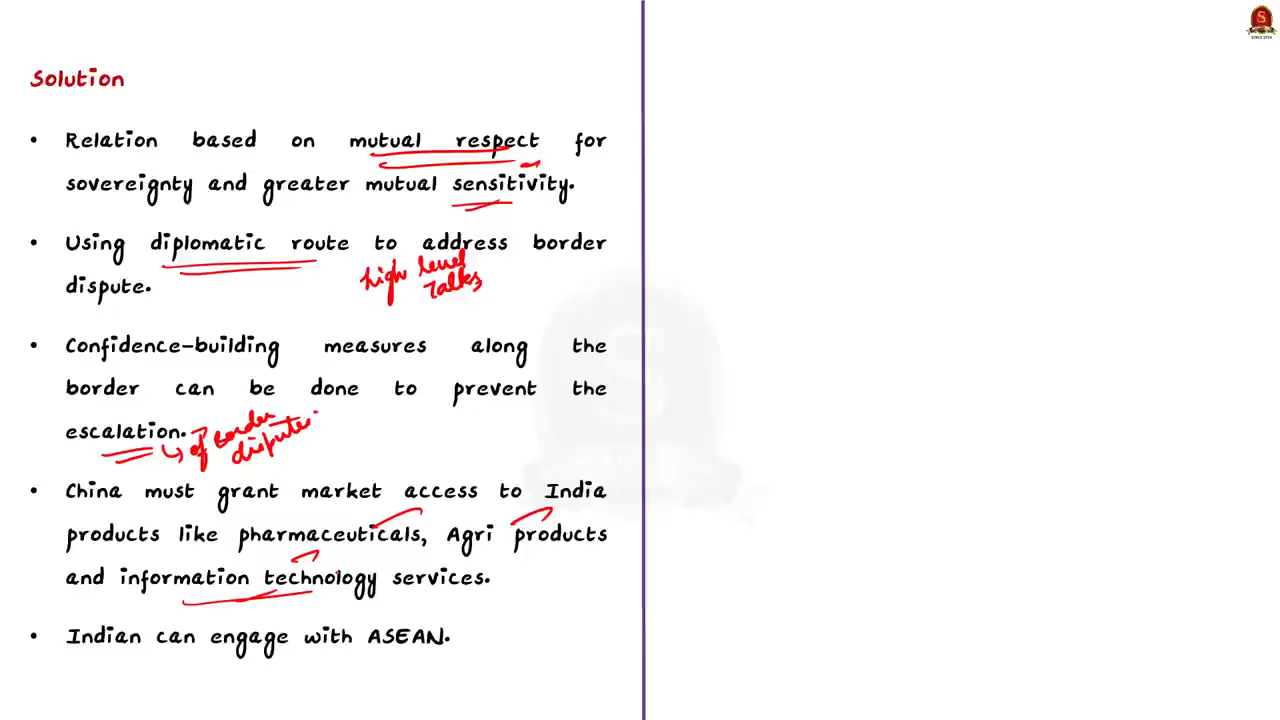 Solution
• Relation based on mutual respect for
sovereignty and greater mutual sensitivity.
• Using diplomatic route to address border
dispute.
high level
talks
• Confidence-building measures along the
border can be done to prevent the
escalation.
of border
disputes
• China must grant market access to India
products like pharmaceuticals, Agri products
and information technology services.
• Indian can engage with ASEAN.
S